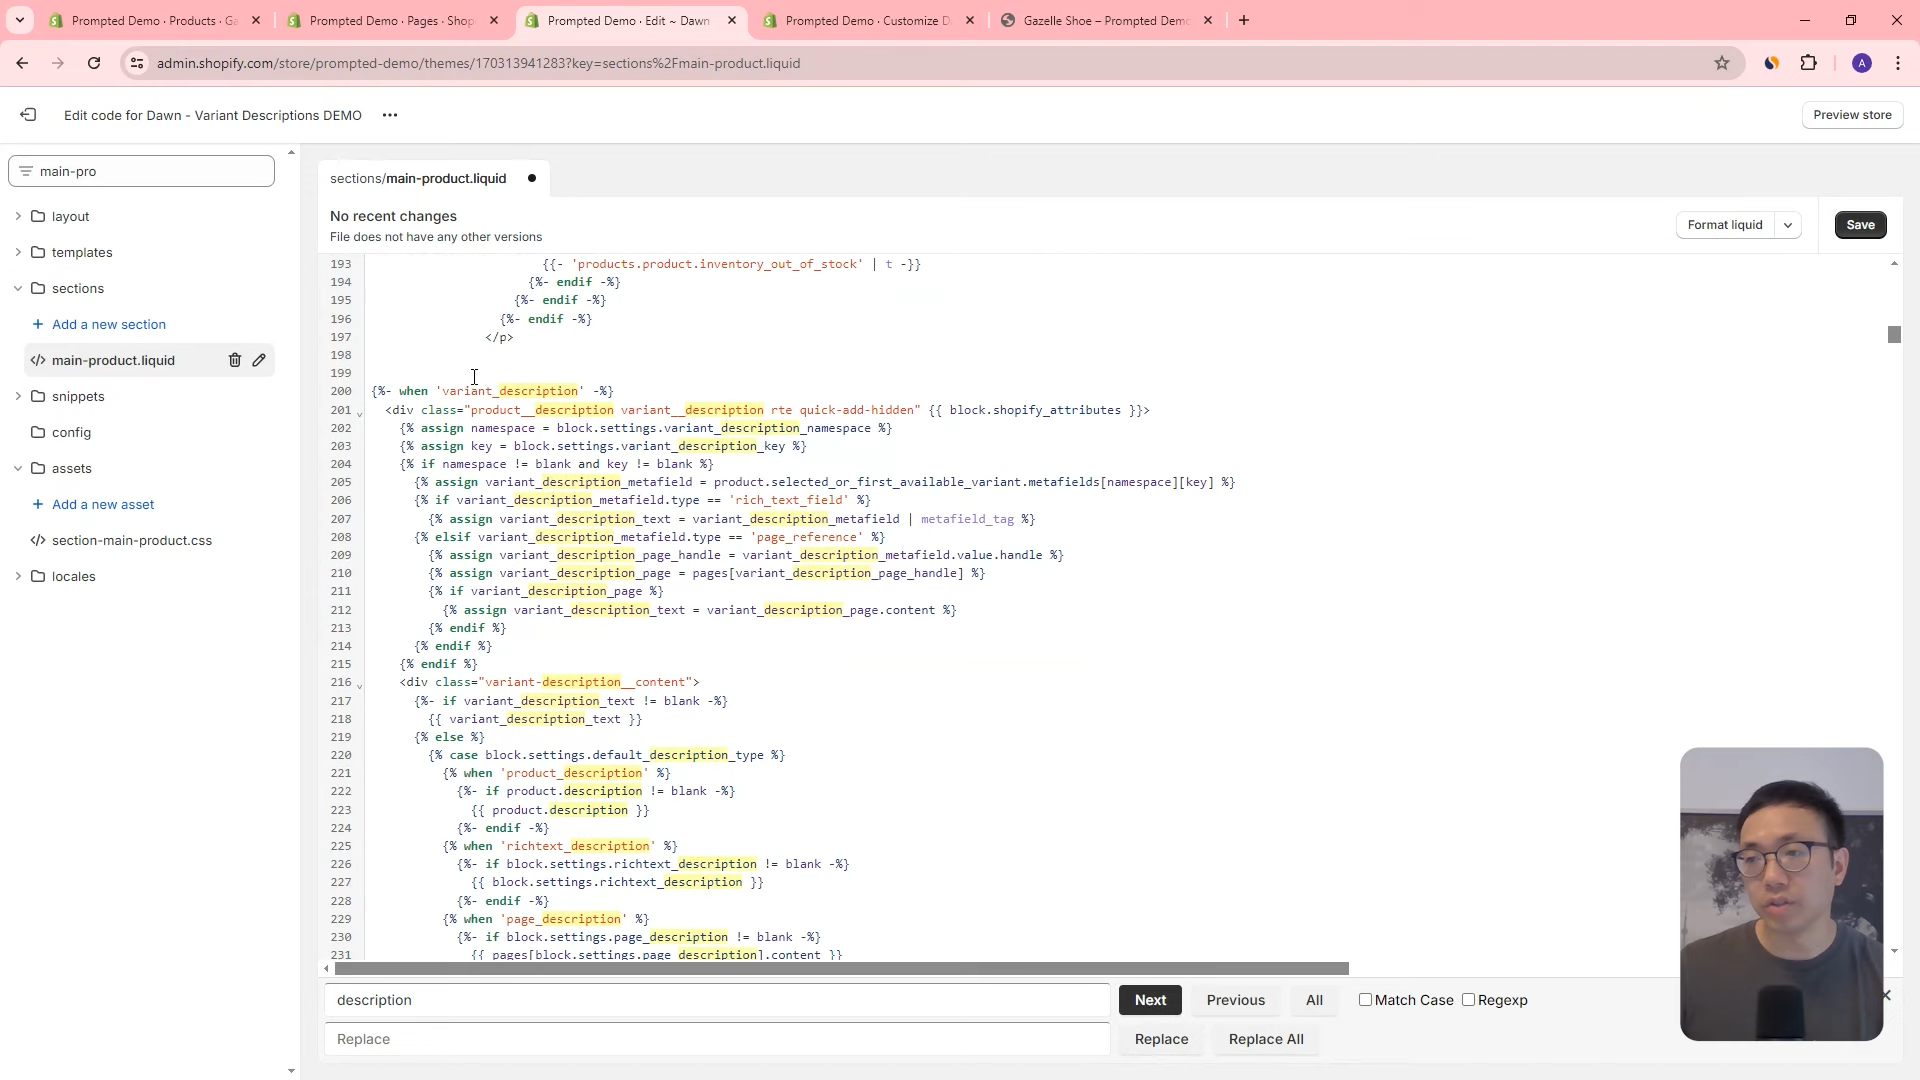 Prompted Demo · Products · Ga
Prompted Demo · Pages · Shop
Prompted Demo · Edit ~ Dawn
Prompted Demo · Customize D
Gazelle Shoe – Prompted Demo
admin.shopify.com/store/prompted-demo/themes/170313941283?key=sections%2Fmain-product.liquid
A
Edit code for Dawn - Variant Descriptions DEMO
Preview store
main-pro
layout
templates
sections
Add a new section
main-product.liquid
snippets
config
assets
Add a new asset
section-main-product.css
locales
sections/main-product.liquid
No recent changes
File does not have any other versions
Format liquid
Save
193 {{- 'products.product.inventory_out_of_stock' | t -}}
194 {%- endif -%}
195 {%- endif -%}
196 {%- endif -%}
197 </p>
198
199
200 {%- when 'variant_description' -%}
201 <div class="product__description variant__description rte quick-add-hidden" {{ block.shopify_attributes }}>
202 {% assign namespace = block.settings.variant_description_namespace %}
203 {% assign key = block.settings.variant_description_key %}
204 {% if namespace != blank and key != blank %}
205 {% assign variant_description_metafield = product.selected_or_first_available_variant.metafields[namespace][key] %}
206 {% if variant_description_metafield.type == 'rich_text_field' %}
207 {% assign variant_description_text = variant_description_metafield | metafield_tag %}
208 {% elsif variant_description_metafield.type == 'page_reference' %}
209 {% assign variant_description_page_handle = variant_description_metafield.value.handle %}
210 {% assign variant_description_page = pages[variant_description_page_handle] %}
211 {% if variant_description_page %}
212 {% assign variant_description_text = variant_description_page.content %}
213 {% endif %}
214 {% endif %}
215 {% endif %}
216 <div class="variant-description__content">
217 {%- if variant_description_text != blank -%}
218 {{ variant_description_text }}
219 {% else %}
220 {% case block.settings.default_description_type %}
221 {% when 'product_description' %}
222 {%- if product.description != blank -%}
223 {{ product.description }}
224 {%- endif -%}
225 {% when 'richtext_description' %}
226 {%- if block.settings.richtext_description != blank -%}
227 {{ block.settings.richtext_description }}
228 {%- endif -%}
229 {% when 'page_description' %}
230 {%- if block.settings.page_description != blank -%}
231 {{ pages[block.settings.page_description].content }}
description
Next
Previous
All
Match Case
Regexp
Replace
Replace
Replace All